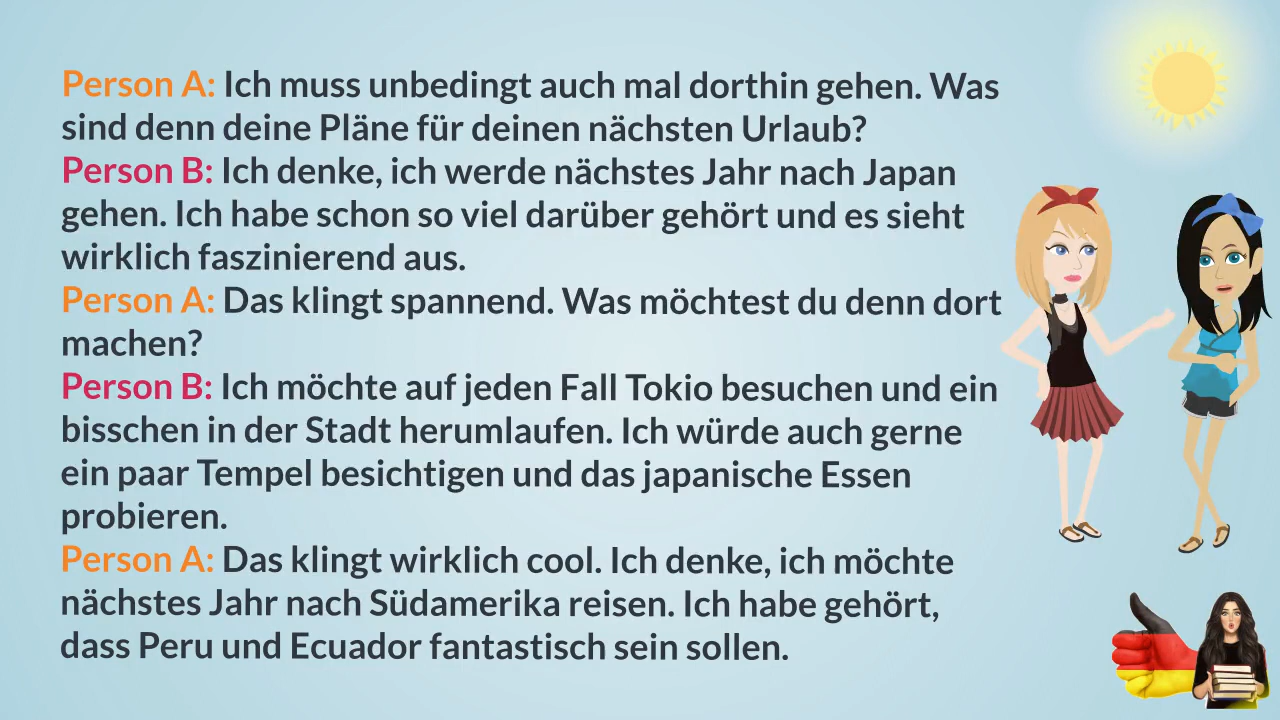 Person A: Ich muss unbedingt auch mal dorthin gehen. Was
sind denn deine Pläne für deinen nächsten Urlaub?
Person B: Ich denke, ich werde nächstes Jahr nach Japan
gehen. Ich habe schon so viel darüber gehört und es sieht
wirklich faszinierend aus.
Person A: Das klingt spannend. Was möchtest du denn dort
machen?
Person B: Ich möchte auf jeden Fall Tokio besuchen und ein
bisschen in der Stadt herumlaufen. Ich würde auch gerne
ein paar Tempel besichtigen und das japanische Essen
probieren.
Person A: Das klingt wirklich cool. Ich denke, ich möchte
nächstes Jahr nach Südamerika reisen. Ich habe gehört,
dass Peru und Ecuador fantastisch sein sollen.